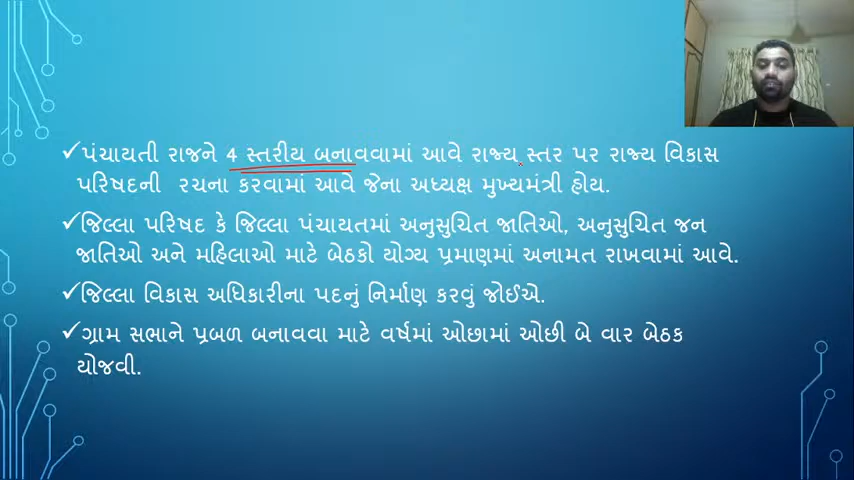 ✓પંચાયતી રાજને 4 સ્તરીય બનાવવામાં આવે રાજ્ય સ્તર પર રાજ્ય વિકાસ
પરિષદની રચના કરવામાં આવે જેના અધ્યક્ષ મુખ્યમંત્રી હોય.
✓જિલ્લા પરિષદ કે જિલ્લા પંચાયતમાં અનુસુચિત જાતિઓ, અનુસુચિત જન
જાતિઓ અને મહિલાઓ માટે બેઠકો યોગ્ય પ્રમાણમાં અનામત રાખવામાં આવે.
✓જિલ્લા વિકાસ અધિકારીના પદનું નિર્માણ કરવું જોઈએ.
✓ગ્રામ સભાને પ્રબળ બનાવવા માટે વર્ષમાં ઓછામાં ઓછી બે વાર બેઠક
યોજવી.